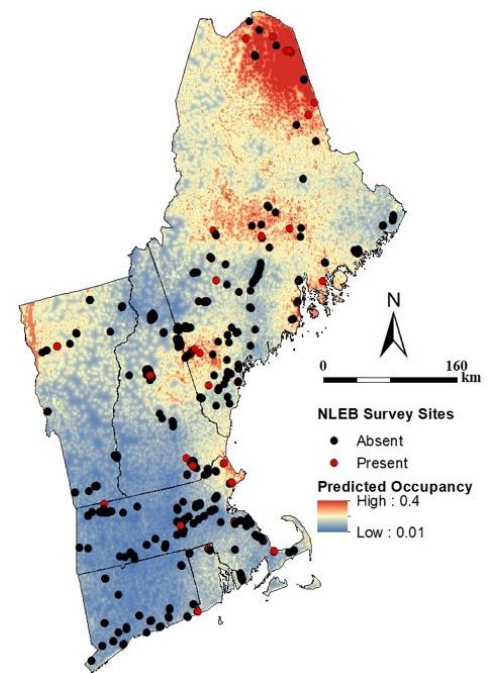 N
0 160
km
NLEB Survey Sites
Absent
Present
Predicted Occupancy
High : 0.4
Low : 0.01